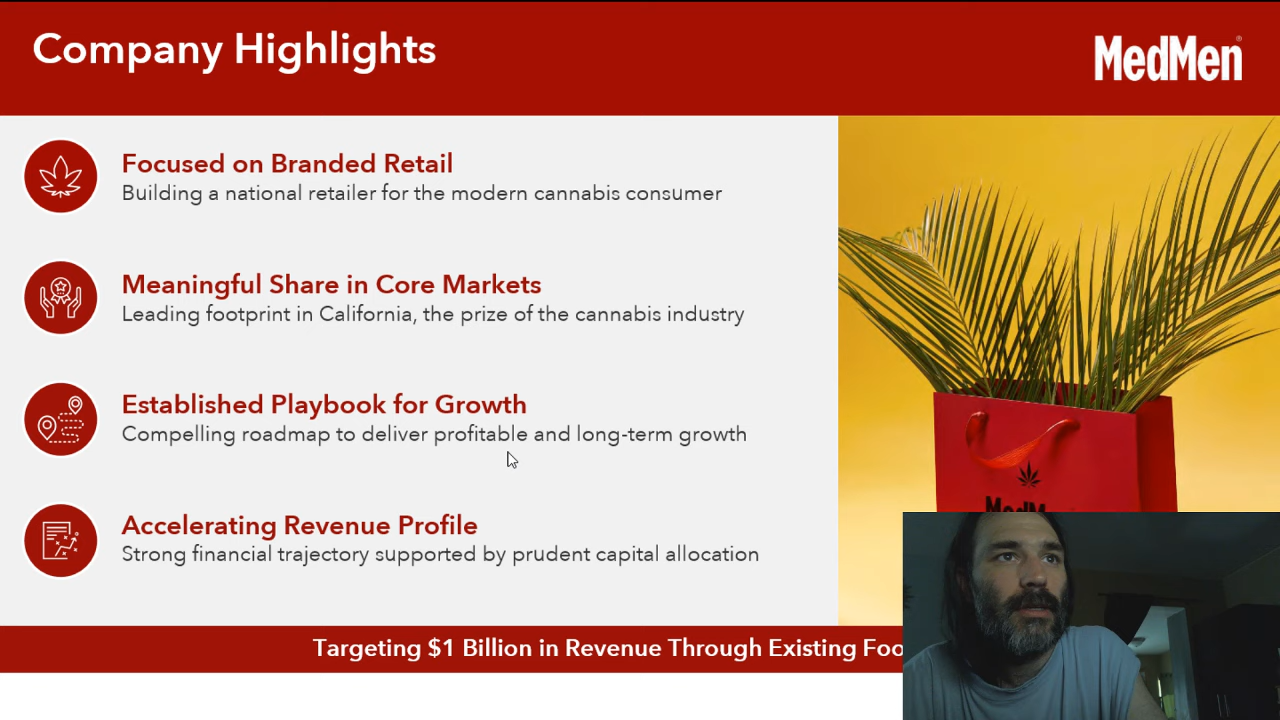 Company Highlights
MedMen
Focused on Branded Retail
Building a national retailer for the modern cannabis consumer
Meaningful Share in Core Markets
Leading footprint in California, the prize of the cannabis industry
Established Playbook for Growth
Compelling roadmap to deliver profitable and long-term growth
Accelerating Revenue Profile
Strong financial trajectory supported by prudent capital allocation
Targeting $1 Billion in Revenue Through Existing